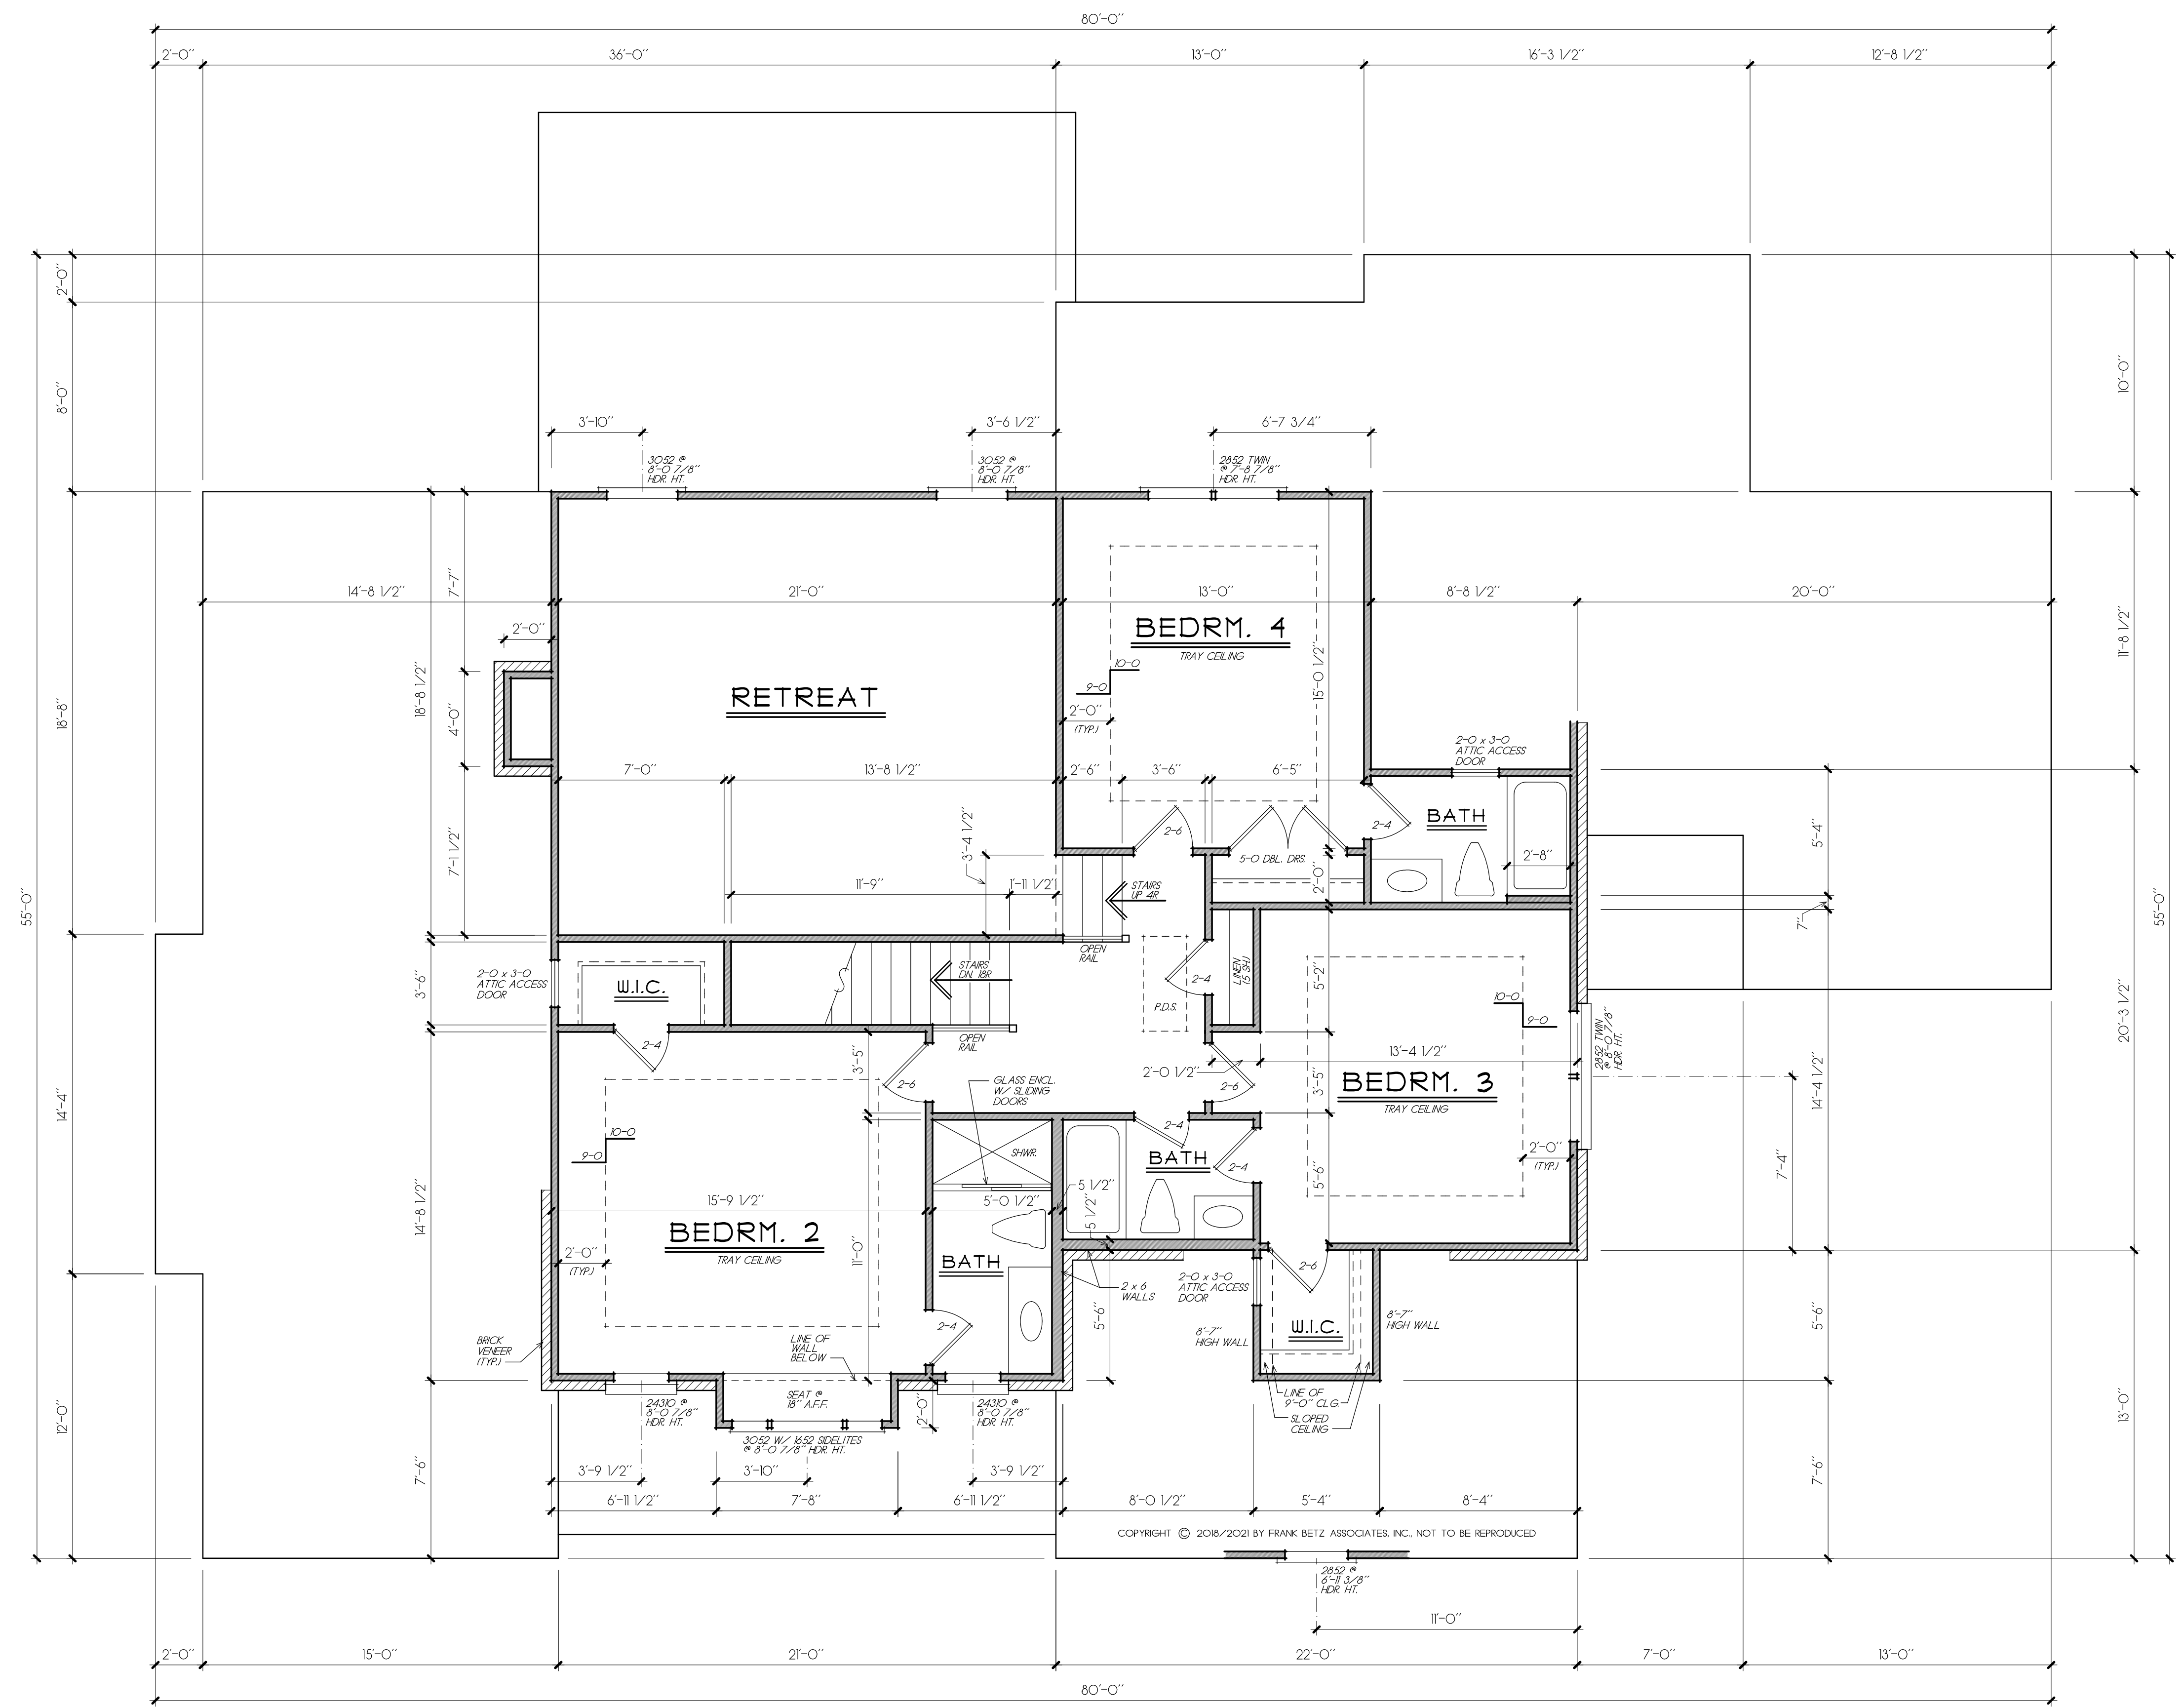 80'-0"
2'-0"
36'-0"
13'-0"
16'-3 1/2"
12'-8 1/2"
2'-0"
8'-0"
10'-0"
3'-10"
3'-6 1/2"
6'-7 3/4"
3052 @
8'-0 7/8"
HDR. HT.
3052 @
8'-0 7/8"
HDR. HT.
2852 TWIN
@ 7'-8 7/8"
HDR. HT.
7'-7"
14'-8 1/2"
21'-0"
13'-0"
8'-8 1/2"
20'-0"
2'-0"
BEDRM. 4
TRAY CEILING
10-0
9-0
15'-0 1/2"
11'-8 1/2"
18'-8"
18'-8 1/2"
4'-0"
RETREAT
2'-0"
(TYP.)
2-0 x 3-0
ATTIC ACCESS
DOOR
7'-0"
13'-8 1/2"
2'-6"
3'-6"
6'-5"
7'-1 1/2"
3'-4 1/2"
2-6
2-4
BATH
5'-4"
5-0 DBL. DRS.
2'-8"
11'-9"
1'-11 1/2"
STAIRS
UP 4R
2'-0"
7"
55'-0"
55'-0"
OPEN
RAIL
2-0 x 3-0
ATTIC ACCESS
DOOR
3'-6"
W.I.C.
STAIRS
DN. 18R
2-4
LINEN
(5 SH.)
5'-2"
P.D.S.
10-0
9-0
2852 TWIN
@ 8'-0 7/8"
HDR. HT.
20'-3 1/2"
2-4
OPEN
RAIL
3'-5"
13'-4 1/2"
2'-0 1/2"
2-6
GLASS ENCL.
W/ SLIDING
DOORS
2-6
3'-5"
BEDRM. 3
TRAY CEILING
14'-4 1/2"
14'-4"
10-0
9-0
2-4
SHWR.
BATH
2-4
5'-6"
2'-0"
(TYP.)
7'-4"
14'-8 1/2"
15'-9 1/2"
5'-0 1/2"
5 1/2"
5 1/2"
BEDRM. 2
TRAY CEILING
2'-0"
(TYP.)
11'-0"
BATH
2 x 6
WALLS
2-0 x 3-0
ATTIC ACCESS
DOOR
2-6
5'-6"
5'-6"
8'-7"
HIGH WALL
W.I.C.
8'-7"
HIGH WALL
2-4
BRICK
VENEER
(TYP.)
LINE OF
WALL
BELOW
SEAT @
18" A.F.F.
LINE OF
9'-0" CLG.
SLOPED
CEILING
24310 @
8'-0 7/8"
HDR. HT.
2'-0"
24310 @
8'-0 7/8"
HDR. HT.
3052 W/ 1652 SIDELITES
@ 8'-0 7/8" HDR. HT.
12'-0"
13'-0"
7'-6"
3'-9 1/2"
3'-10"
3'-9 1/2"
7'-6"
6'-11 1/2"
7'-8"
6'-11 1/2"
8'-0 1/2"
5'-4"
8'-4"
COPYRIGHT © 2018/2021 BY FRANK BETZ ASSOCIATES, INC., NOT TO BE REPRODUCED
2852 @
6'-11 3/8"
HDR. HT.
11'-0"
2'-0"
15'-0"
21'-0"
22'-0"
7'-0"
13'-0"
80'-0"